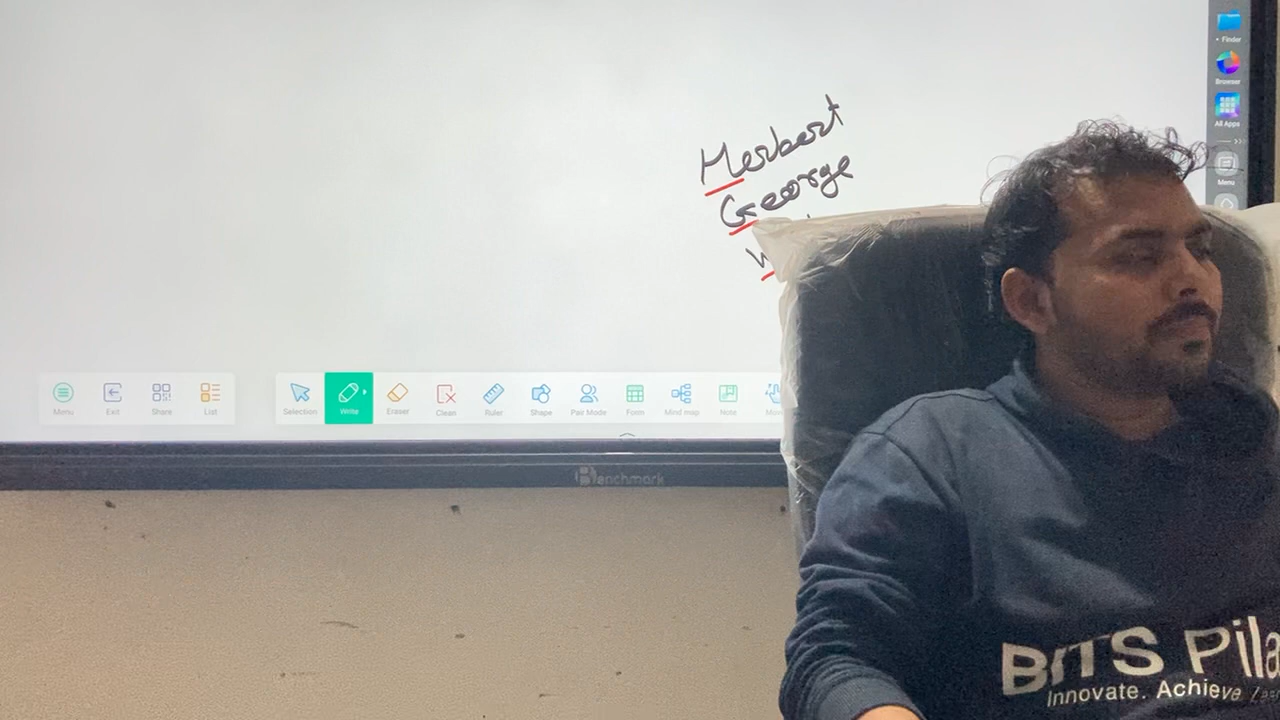 Finder
Browser
All Apps
Menu
Herbert
George
W
Menu
Exit
Share
List
Selection
Write
Eraser
Clean
Ruler
Shape
Pair Mode
Form
Mind map
Note
Benchmark
BITS Pila
Innovate. Achieve